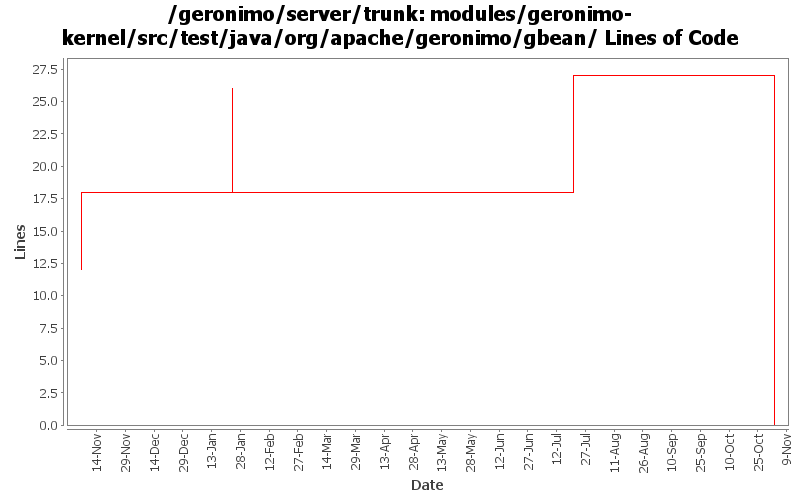 /geronimo/server/trunk: modules/geronimo-
kernel/src/test/java/org/apache/geronimo/gbean/ Lines of Code
27.5
25.0
22.5
20.0
17.5
15.0
12.5
10.0
7.5
5.0
2.5
0.0
Lines
14-Nov
29-Nov
14-Dec
29-Dec
13-Jan
28-Jan
12-Feb
27-Feb
14-Mar
29-Mar
13-Apr
28-Apr
13-May
28-May
12-Jun
27-Jun
12-Jul
27-Jul
11-Aug
26-Aug
10-Sep
25-Sep
10-Oct
25-Oct
9-Nov
Date